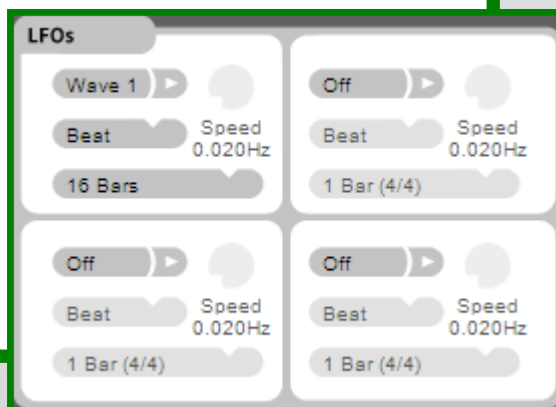 LFOs
Wave 1
Beat
Speed
0.020Hz
16 Bars
Off
Beat
Speed
0.020Hz
1 Bar (4/4)
Off
Beat
Speed
0.020Hz
1 Bar (4/4)
Off
Beat
Speed
0.020Hz
1 Bar (4/4)